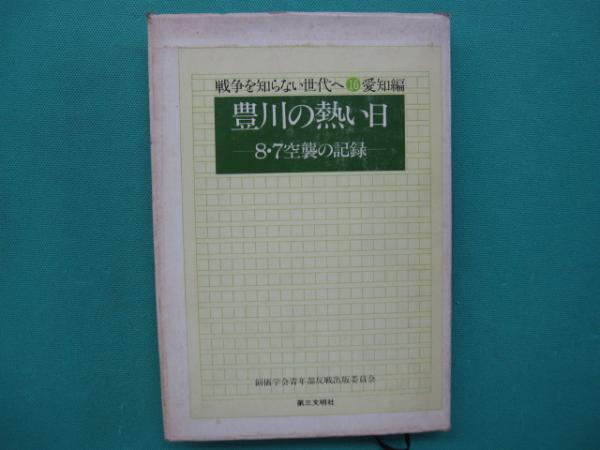 戦争を知らない世代へ⑯愛知編
豊川の熱い日
―8・7空襲の記録―
創価学会青年部反戦出版委員会
第三文明社